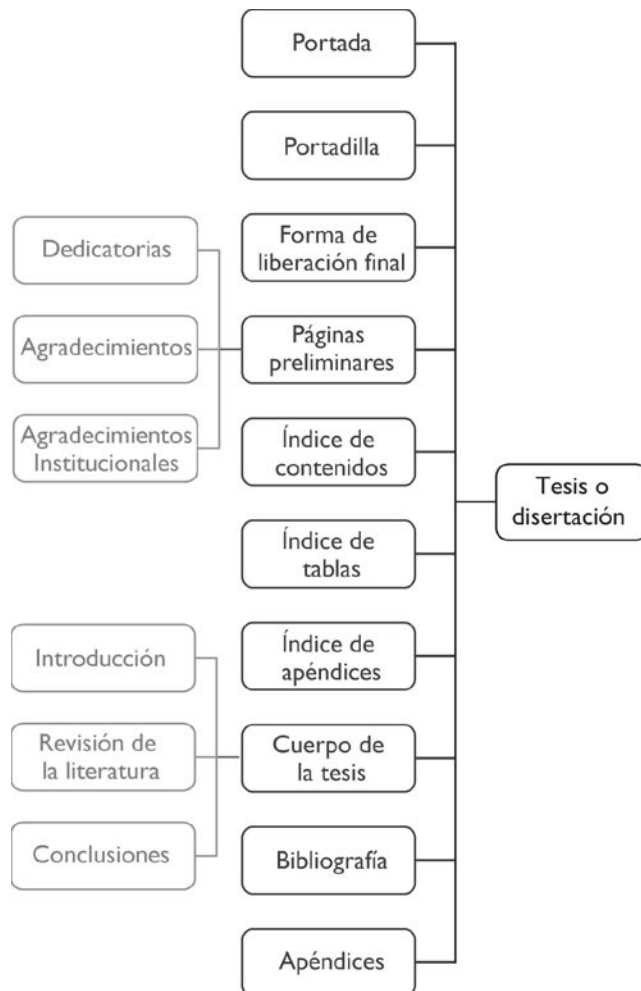 Portada
Portadilla
Forma de
liberación final
Dedicatorias
Agradecimientos
Agradecimientos
Institucionales
Páginas
preliminares
Índice de
contenidos
Índice de
tablas
Índice de
apéndices
Introducción
Revisión de
la literatura
Conclusiones
Cuerpo de
la tesis
Bibliografía
Apéndices
Tesis o
disertación